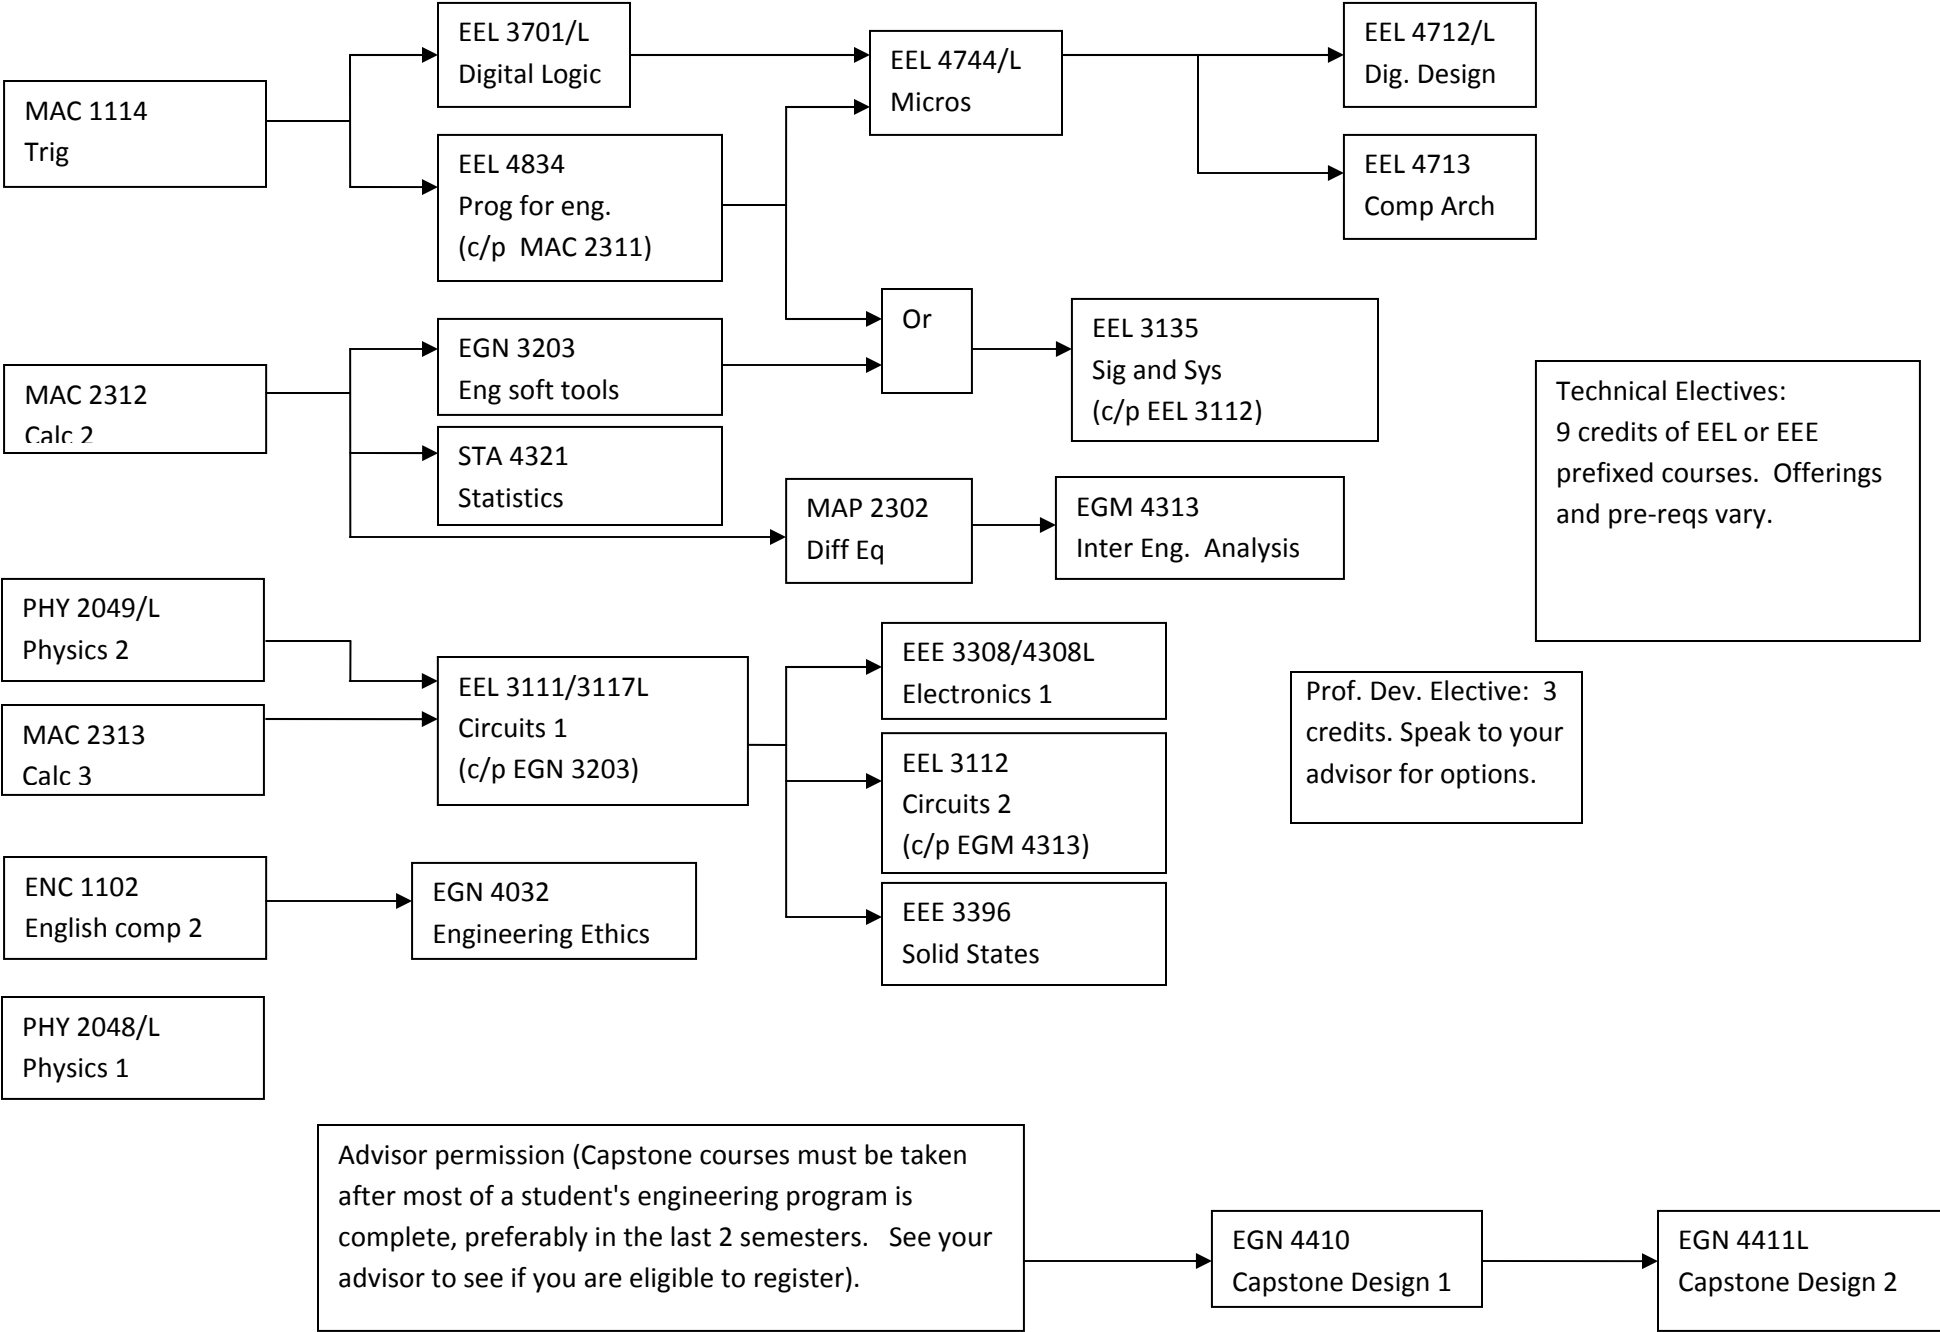 EEL 3701/L
Digital Logic
EEL 4744/L
Micros
EEL 4712/L
Dig. Design
MAC 1114
Trig
EEL 4834
Prog for eng.
(c/p  MAC 2311)
EEL 4713
Comp Arch
Or
EEL 3135
Sig and Sys
(c/p EEL 3112)
EGN 3203
Eng soft tools
MAC 2312
Calc 2
STA 4321
Statistics
MAP 2302
Diff Eq
EGM 4313
Inter Eng.  Analysis
Technical Electives:
9 credits of EEL or EEE
prefixed courses.  Offerings
and pre-reqs vary.
PHY 2049/L
Physics 2
MAC 2313
Calc 3
EEL 3111/3117L
Circuits 1
(c/p EGN 3203)
EEE 3308/4308L
Electronics 1
EEL 3112
Circuits 2
(c/p EGM 4313)
EEE 3396
Solid States
Prof. Dev. Elective:  3
credits. Speak to your
advisor for options.
ENC 1102
English comp 2
EGN 4032
Engineering Ethics
PHY 2048/L
Physics 1
Advisor permission (Capstone courses must be taken
after most of a student's engineering program is
complete, preferably in the last 2 semesters.   See your
advisor to see if you are eligible to register).
EGN 4410
Capstone Design 1
EGN 4411L
Capstone Design 2